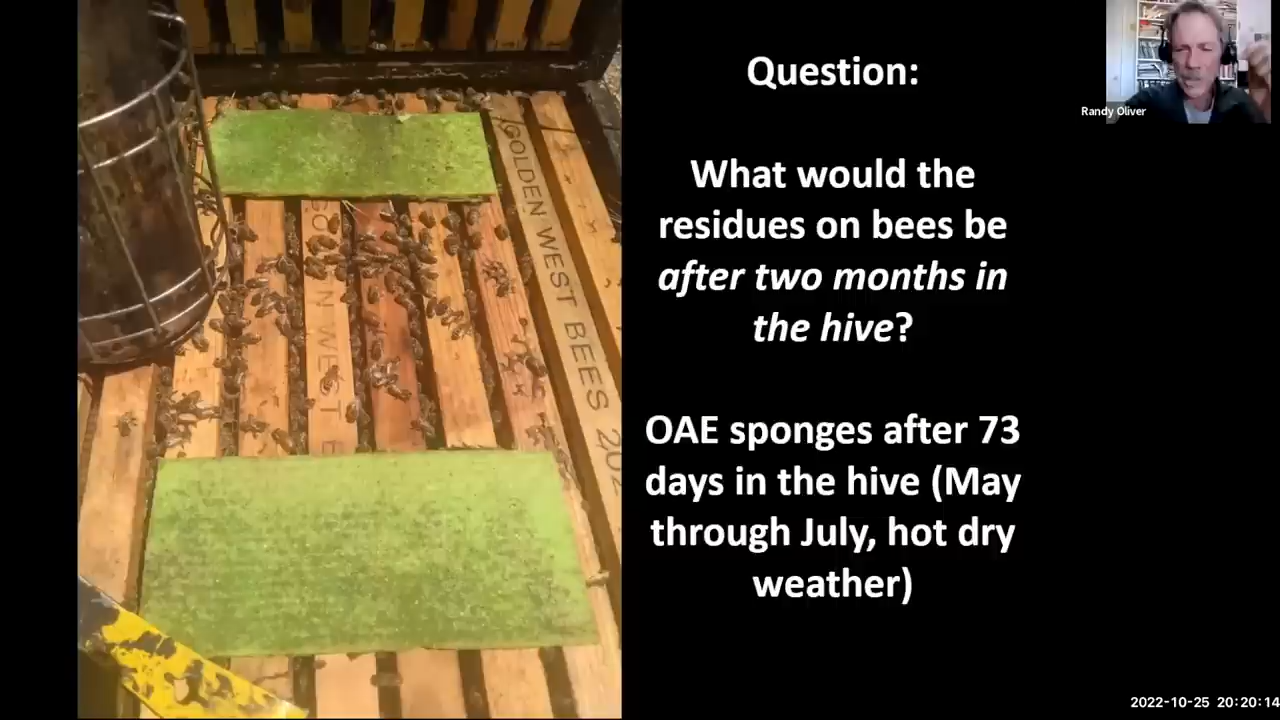 Question:
What would the
residues on bees be
after two months in
the hive?
OAE sponges after 73
days in the hive (May
through July, hot dry
weather)
Randy Oliver
GOLDEN WEST BEES 202
2022-10-25 20:20:14